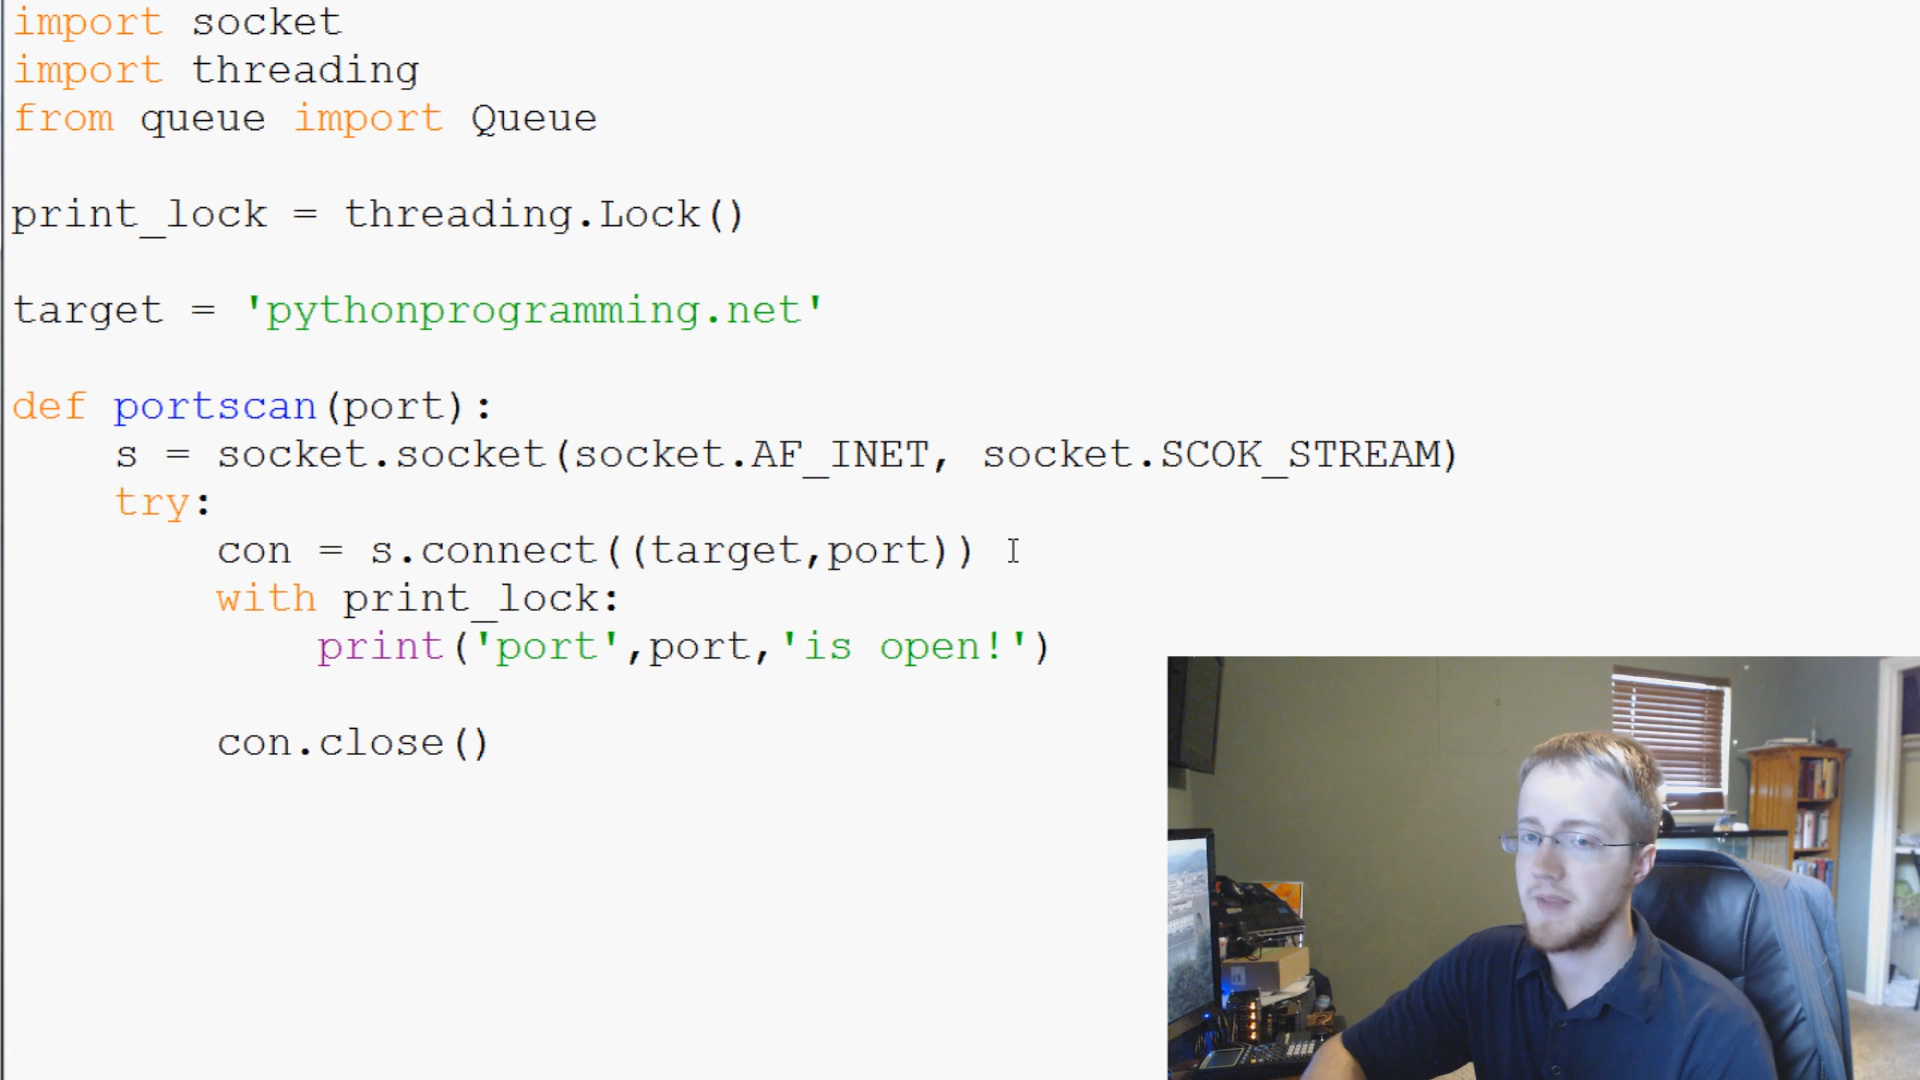 import socket
import threading
from queue import Queue
print_lock = threading.Lock()
target = 'pythonprogramming.net'
def portscan(port):
    s = socket.socket(socket.AF_INET, socket.SCOK_STREAM)
    try:
        con = s.connect((target,port))
        with print_lock:
            print('port',port,'is open!')
        con.close()